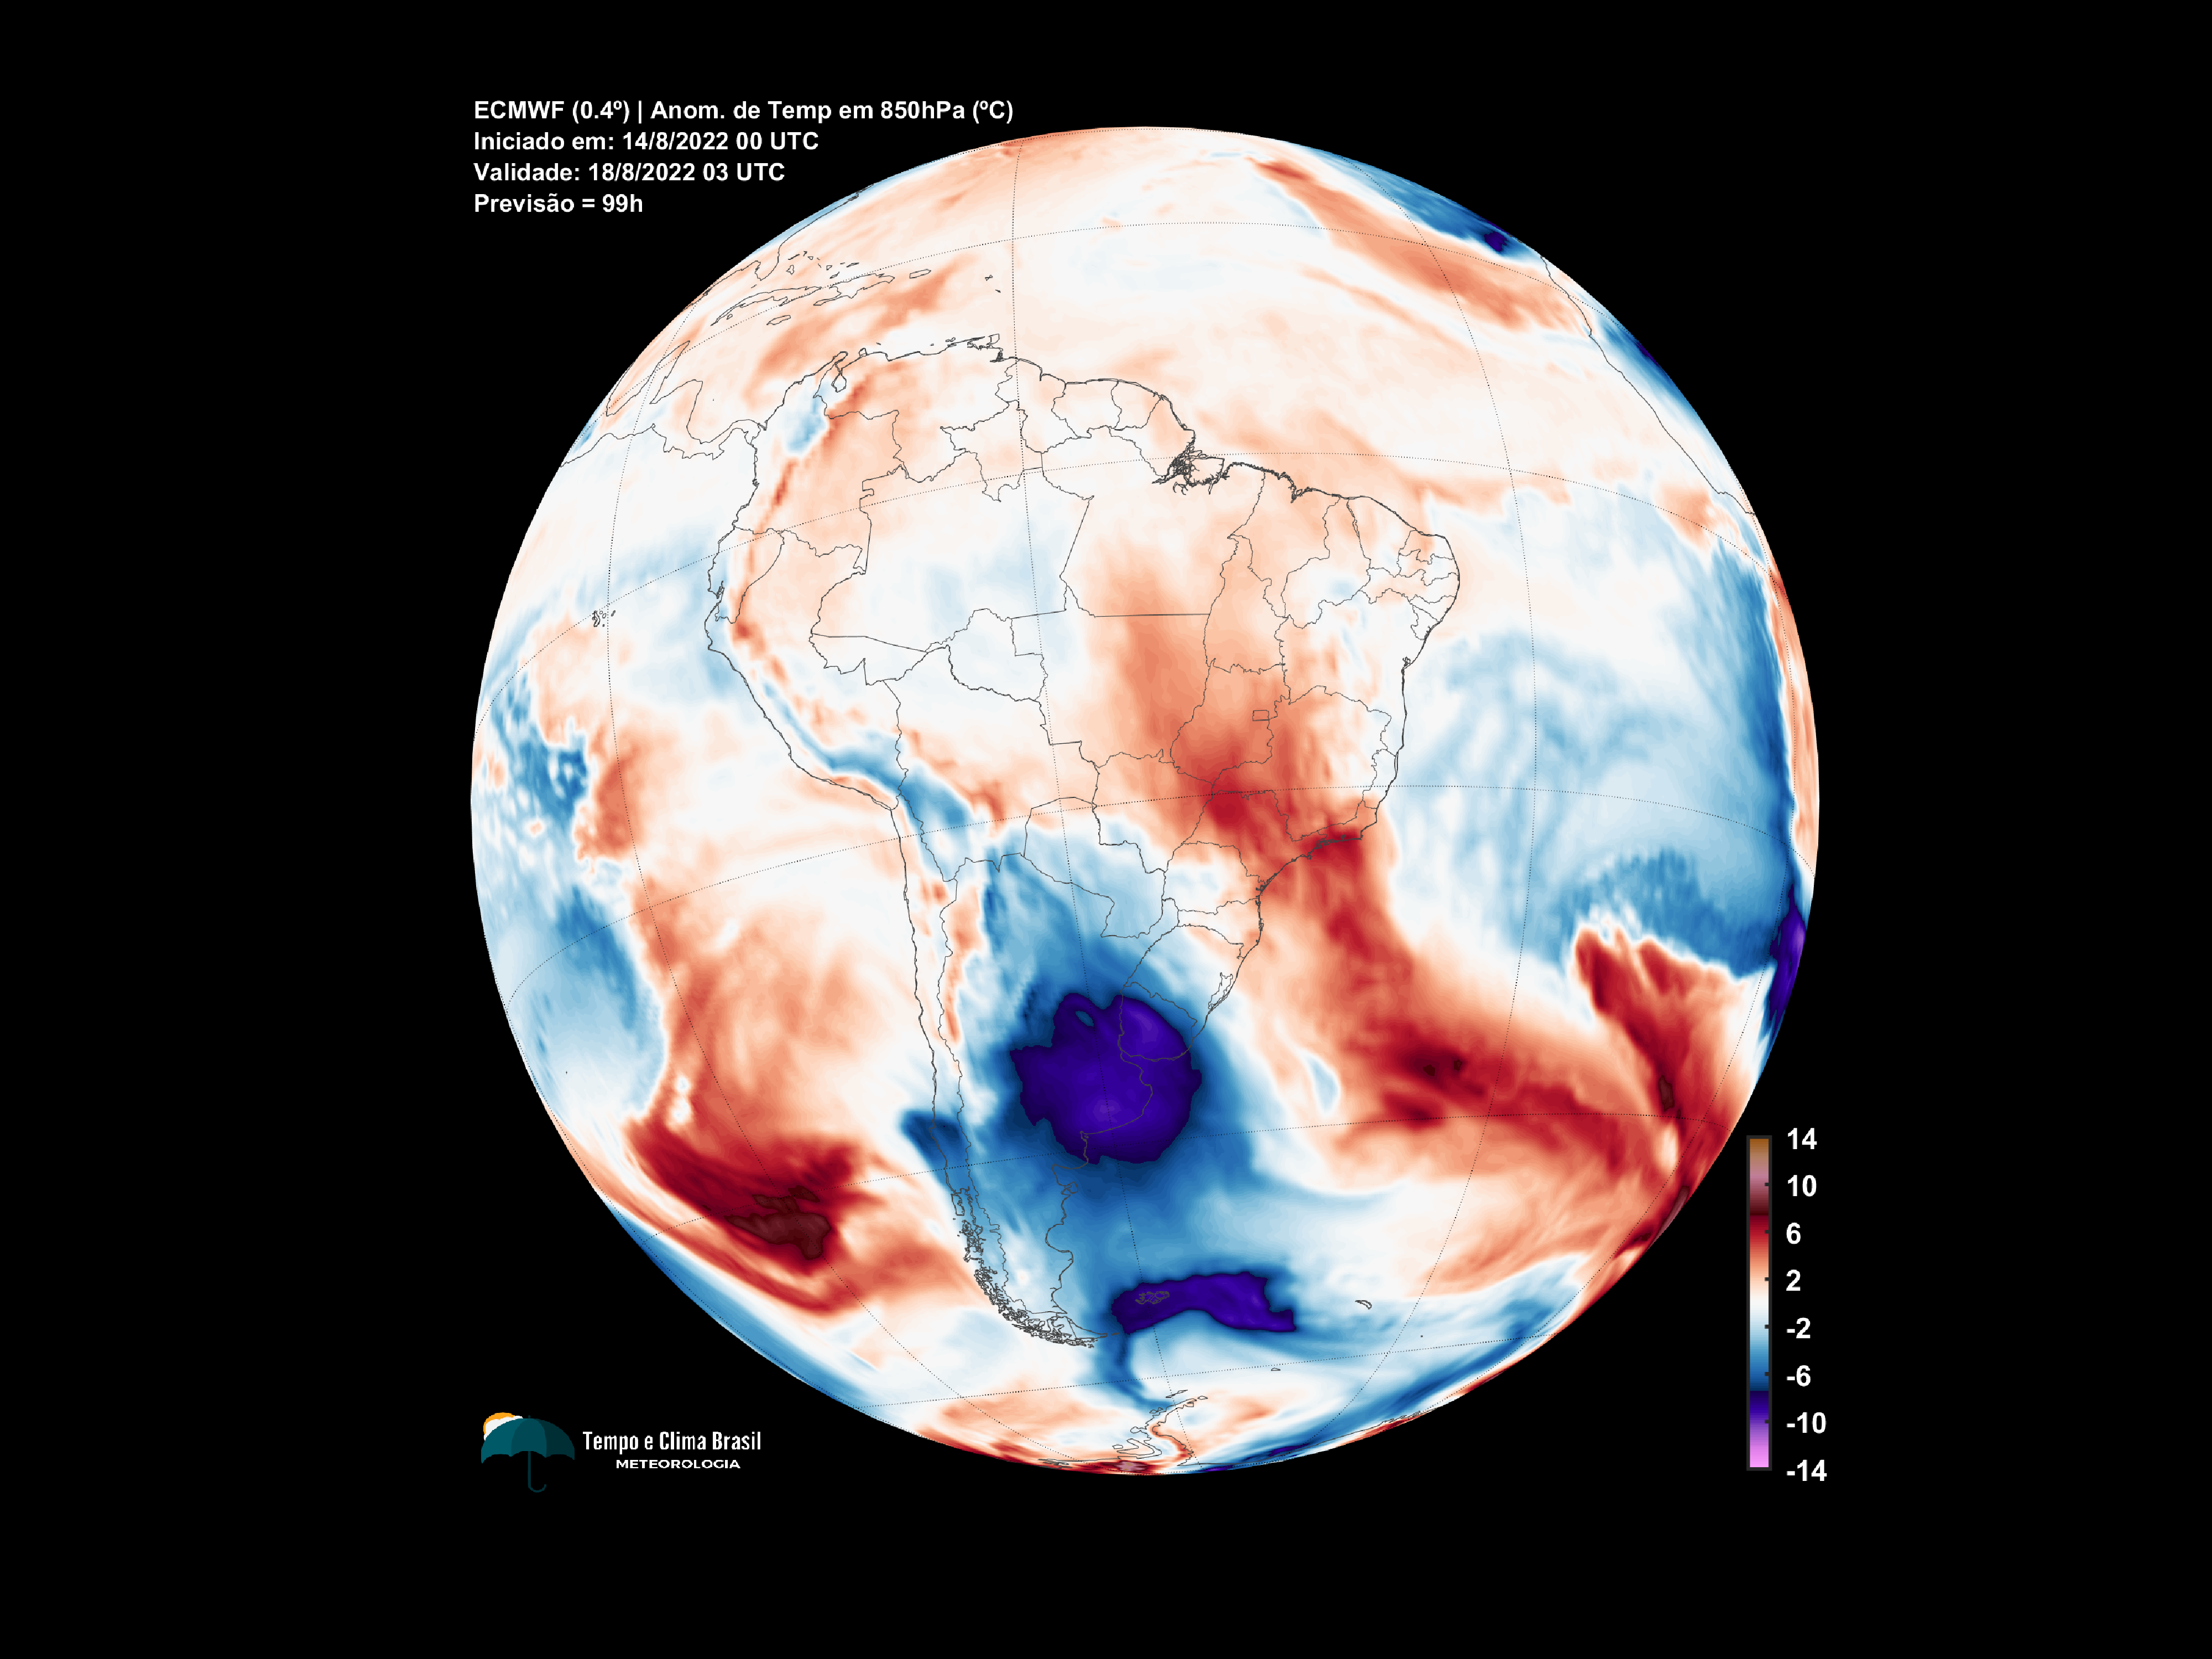 ECMWF (0.4º) | Anom. de Temp em 850hPa (ºC)
Iniciado em: 14/8/2022 00 UTC
Validade: 18/8/2022 03 UTC
Previsão = 99h
14
10
6
2
-2
-6
-10
-14
Tempo e Clima Brasil
METEOROLOGIA